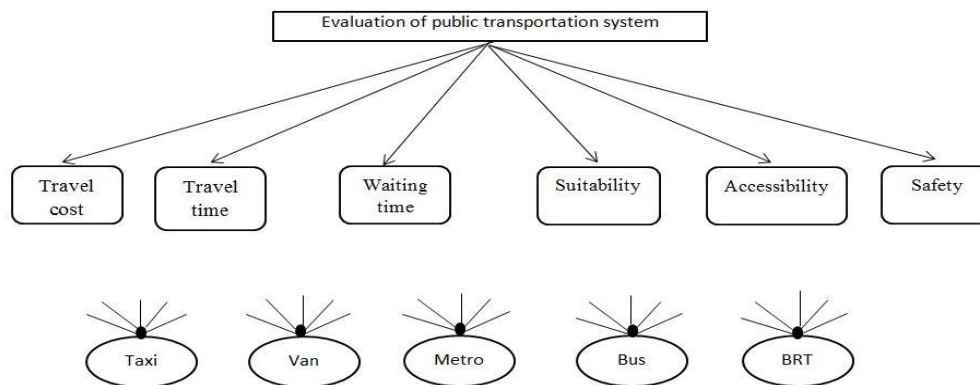 Evaluation of public transportation system
Travel
cost
Travel
time
Waiting
time
Suitability
Accessibility
Safety
Taxi
Van
Metro
Bus
BRT